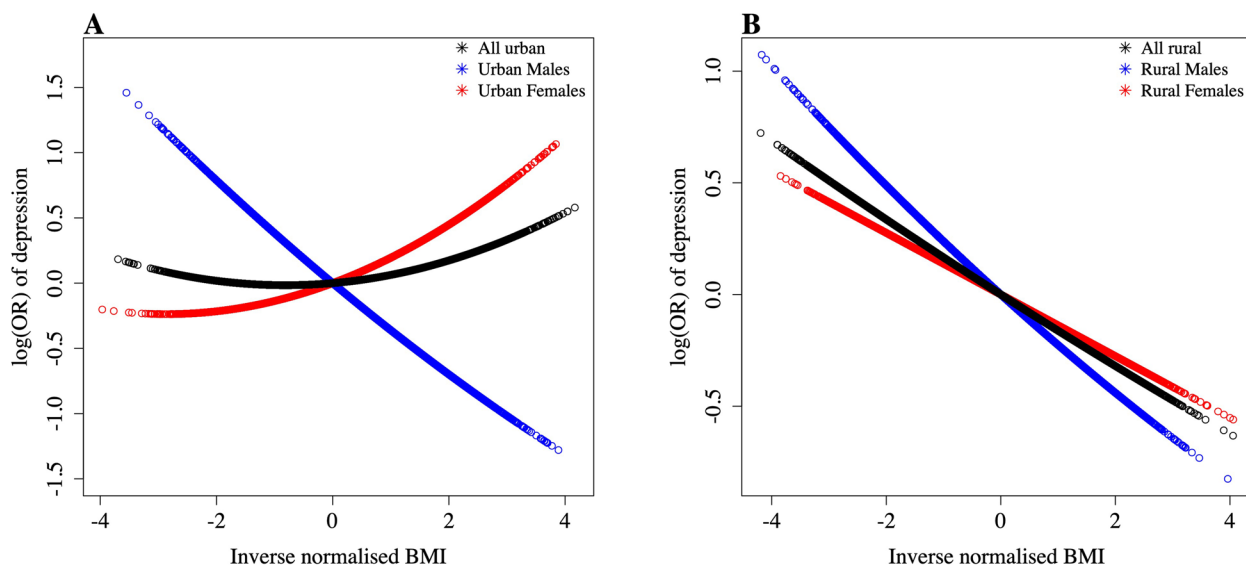 A
All urban
Urban Males
Urban Females
log(OR) of depression
1.5
1.0
0.5
0.0
-0.5
-1.0
-1.5
-4
-2
0
2
4
Inverse normalised BMI
B
All rural
Rural Males
Rural Females
log(OR) of depression
1.0
0.5
0.0
-0.5
-4
-2
0
2
4
Inverse normalised BMI